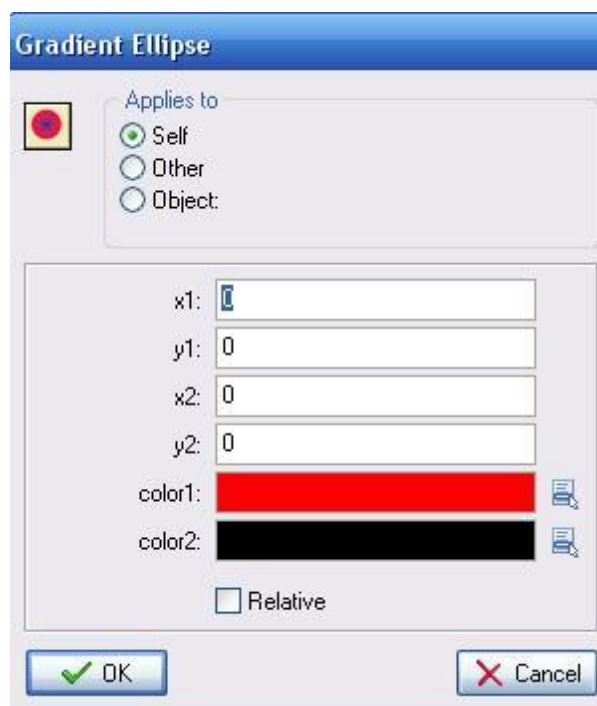 Gradient Ellipse
Applies to
Self
Other
Object:
x1: 0
y1: 0
x2: 0
y2: 0
color1:
color2:
Relative
OK Cancel